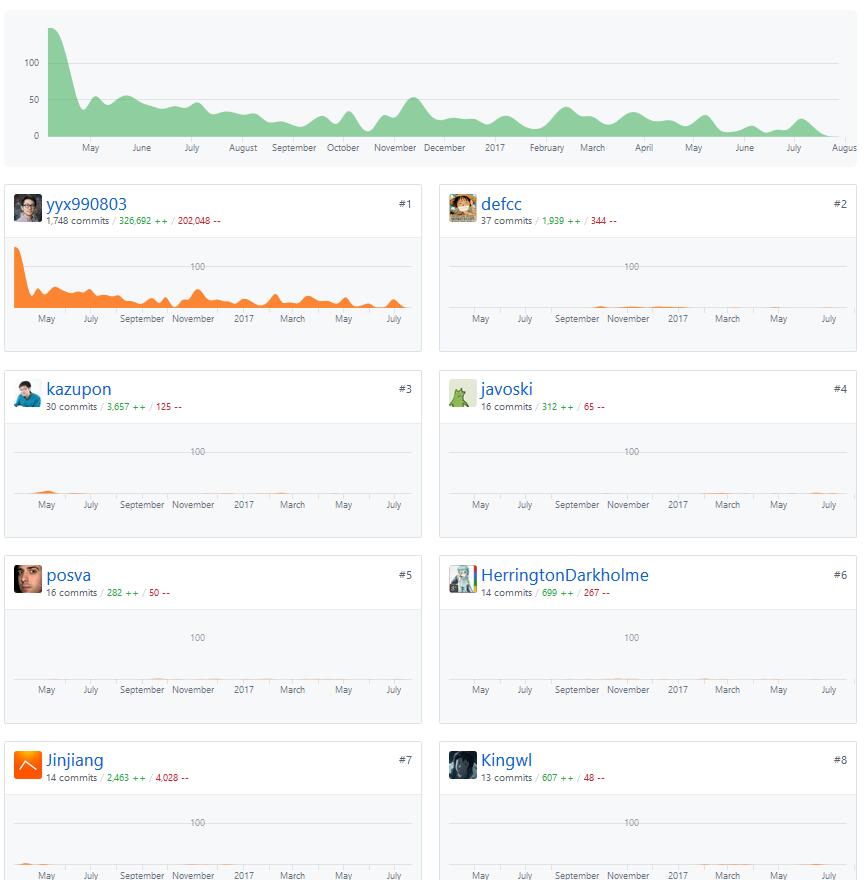 100
50
0
May June July August September October November December 2017 February March April May June July Augus
yyx990803 #1
1,748 commits / 326,692 ++ / 202,048 --
100
May July September November 2017 March May July
defcc #2
37 commits / 1,939 ++ / 344 --
100
May July September November 2017 March May July
kazupon #3
30 commits / 3,657 ++ / 125 --
100
May July September November 2017 March May July
javoski #4
16 commits / 312 ++ / 65 --
100
May July September November 2017 March May July
posva #5
16 commits / 282 ++ / 50 --
100
May July September November 2017 March May July
HerringtonDarkholme #6
14 commits / 699 ++ / 267 --
100
May July September November 2017 March May July
Jinjiang #7
14 commits / 2,463 ++ / 4,028 --
100
May July September November 2017 March May July
Kingwl #8
13 commits / 607 ++ / 48 --
100
May July September November 2017 March May July